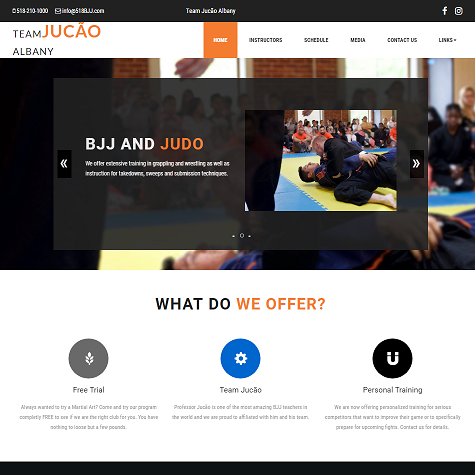 518-210-1000 info@518BJJ.com Team Jucão Albany
TEAM JUCÃO
ALBANY
HOME INSTRUCTORS SCHEDULE MEDIA CONTACT US LINKS
BJJ AND JUDO
We offer extensive training in grappling and wrestling as well as
instruction for takedowns, sweeps and submission techniques.
WHAT DO WE OFFER?
Free Trial
Always wanted to try a Martial Art? Come and try our program
completly FREE to see if we are the right club for you. You have
nothing to loose but a few pounds.
Team Jucão
Professor Jucão is one of the most amazing BJJ teachers in
the world and we are proud to affiliated with him and his team.
Personal Training
We are now offering personalized training for serious
competitors that want to improve their game or to specifically
prepare for upcoming fights. Contact us for details.